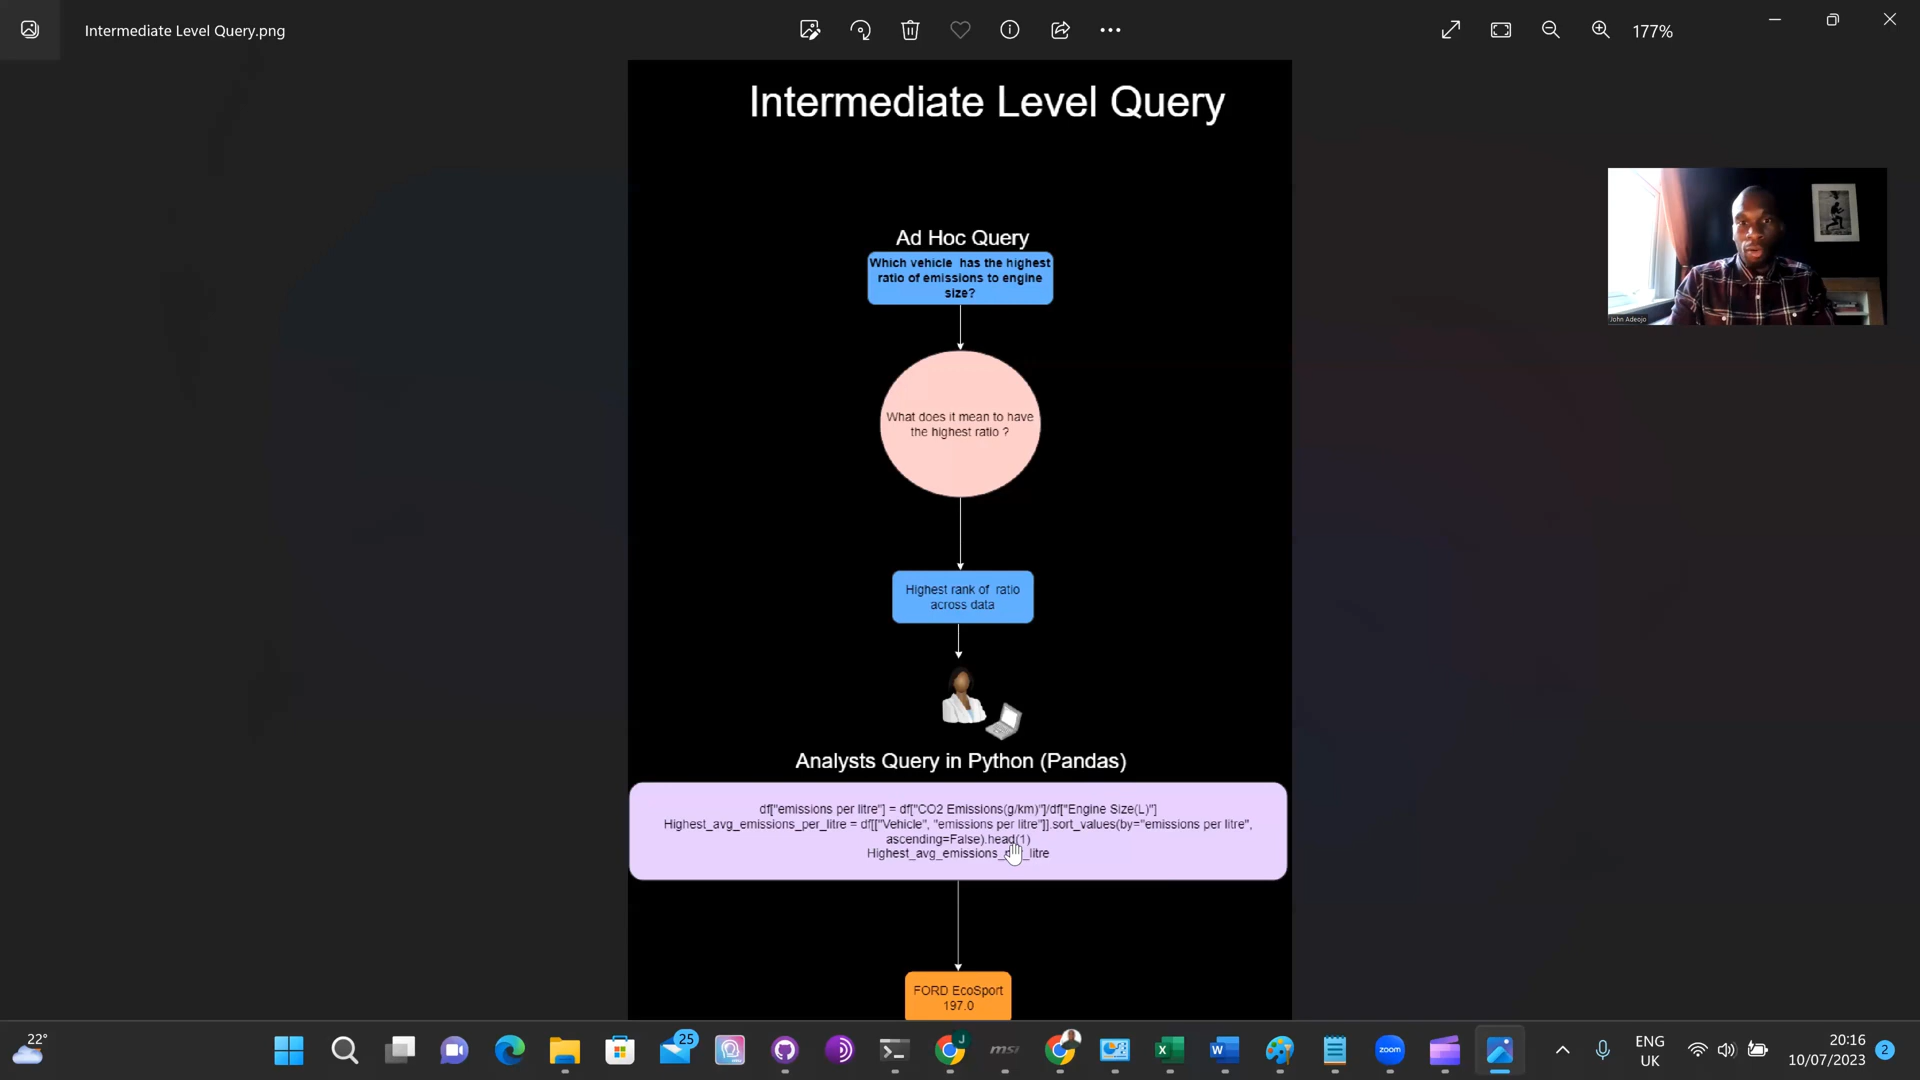 Intermediate Level Query.png
177%
Intermediate Level Query
Ad Hoc Query
Which vehicle has the highest
ratio of emissions to engine
size?
What does it mean to have
the highest ratio ?
Highest rank of ratio
across data
Analysts Query in Python (Pandas)
df["emissions per litre"] = df["CO2 Emissions(g/km)"]/df["Engine Size(L)"]
Highest_avg_emissions_per_litre = df[["Vehicle", "emissions per litre"]].sort_values(by="emissions per litre",
ascending=False).head(1)
Highest_avg_emissions_ litre
FORD EcoSport
197.0
John Adeojo
22°
25
J
msi
zoom
ENG
UK
20:16
10/07/2023
2